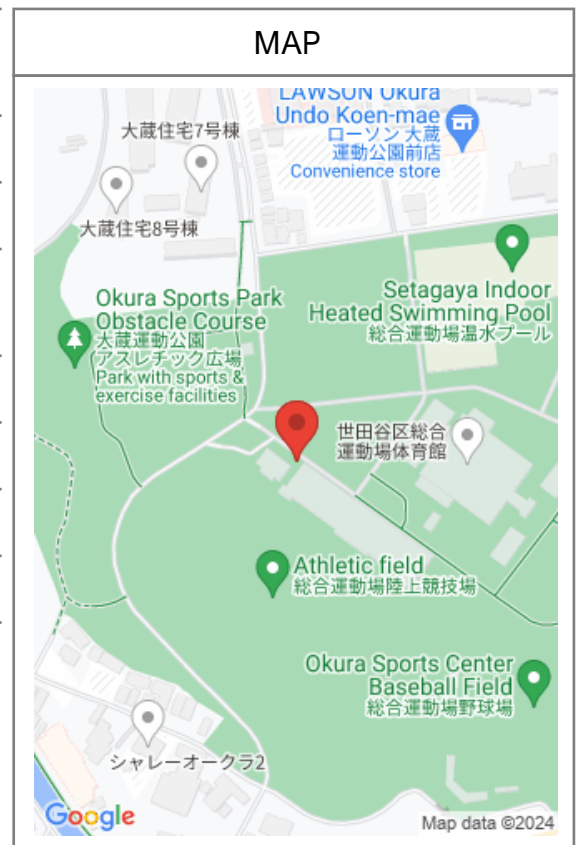 MAP
LAWSON Okura
Undo Koen-mae
ローソン 大蔵
運動公園前店
Convenience store
大蔵住宅7号棟
大蔵住宅8号棟
Setagaya Indoor
Heated Swimming Pool
総合運動場温水プール
Okura Sports Park
Obstacle Course
大蔵運動公園
アスレチック広場
Park with sports &
exercise facilities
世田谷区総合
運動場体育館
Athletic field
総合運動場陸上競技場
Okura Sports Center
Baseball Field
総合運動場野球場
シャレーオークラ2
Google
Map data ©2024